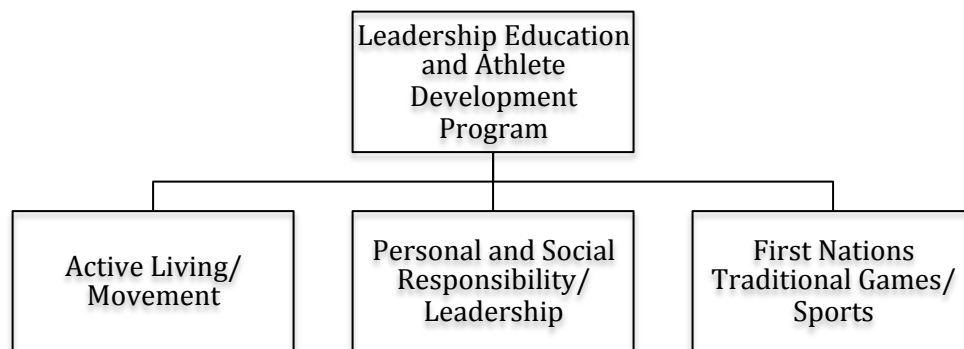 Leadership Education
and Athlete
Development
Program
Active Living/
Movement
Personal and Social
Responsibility/
Leadership
First Nations
Traditional Games/
Sports